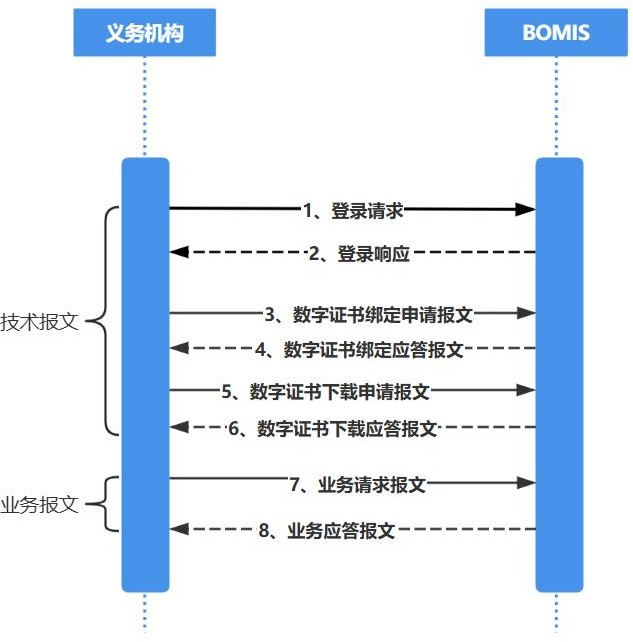 义务机构
BOMIS
1、登录请求
2、登录响应
3、数字证书绑定申请报文
技术报文
4、数字证书绑定应答报文
5、数字证书下载申请报文
6、数字证书下载应答报文
7、业务请求报文
业务报文
8、业务应答报文